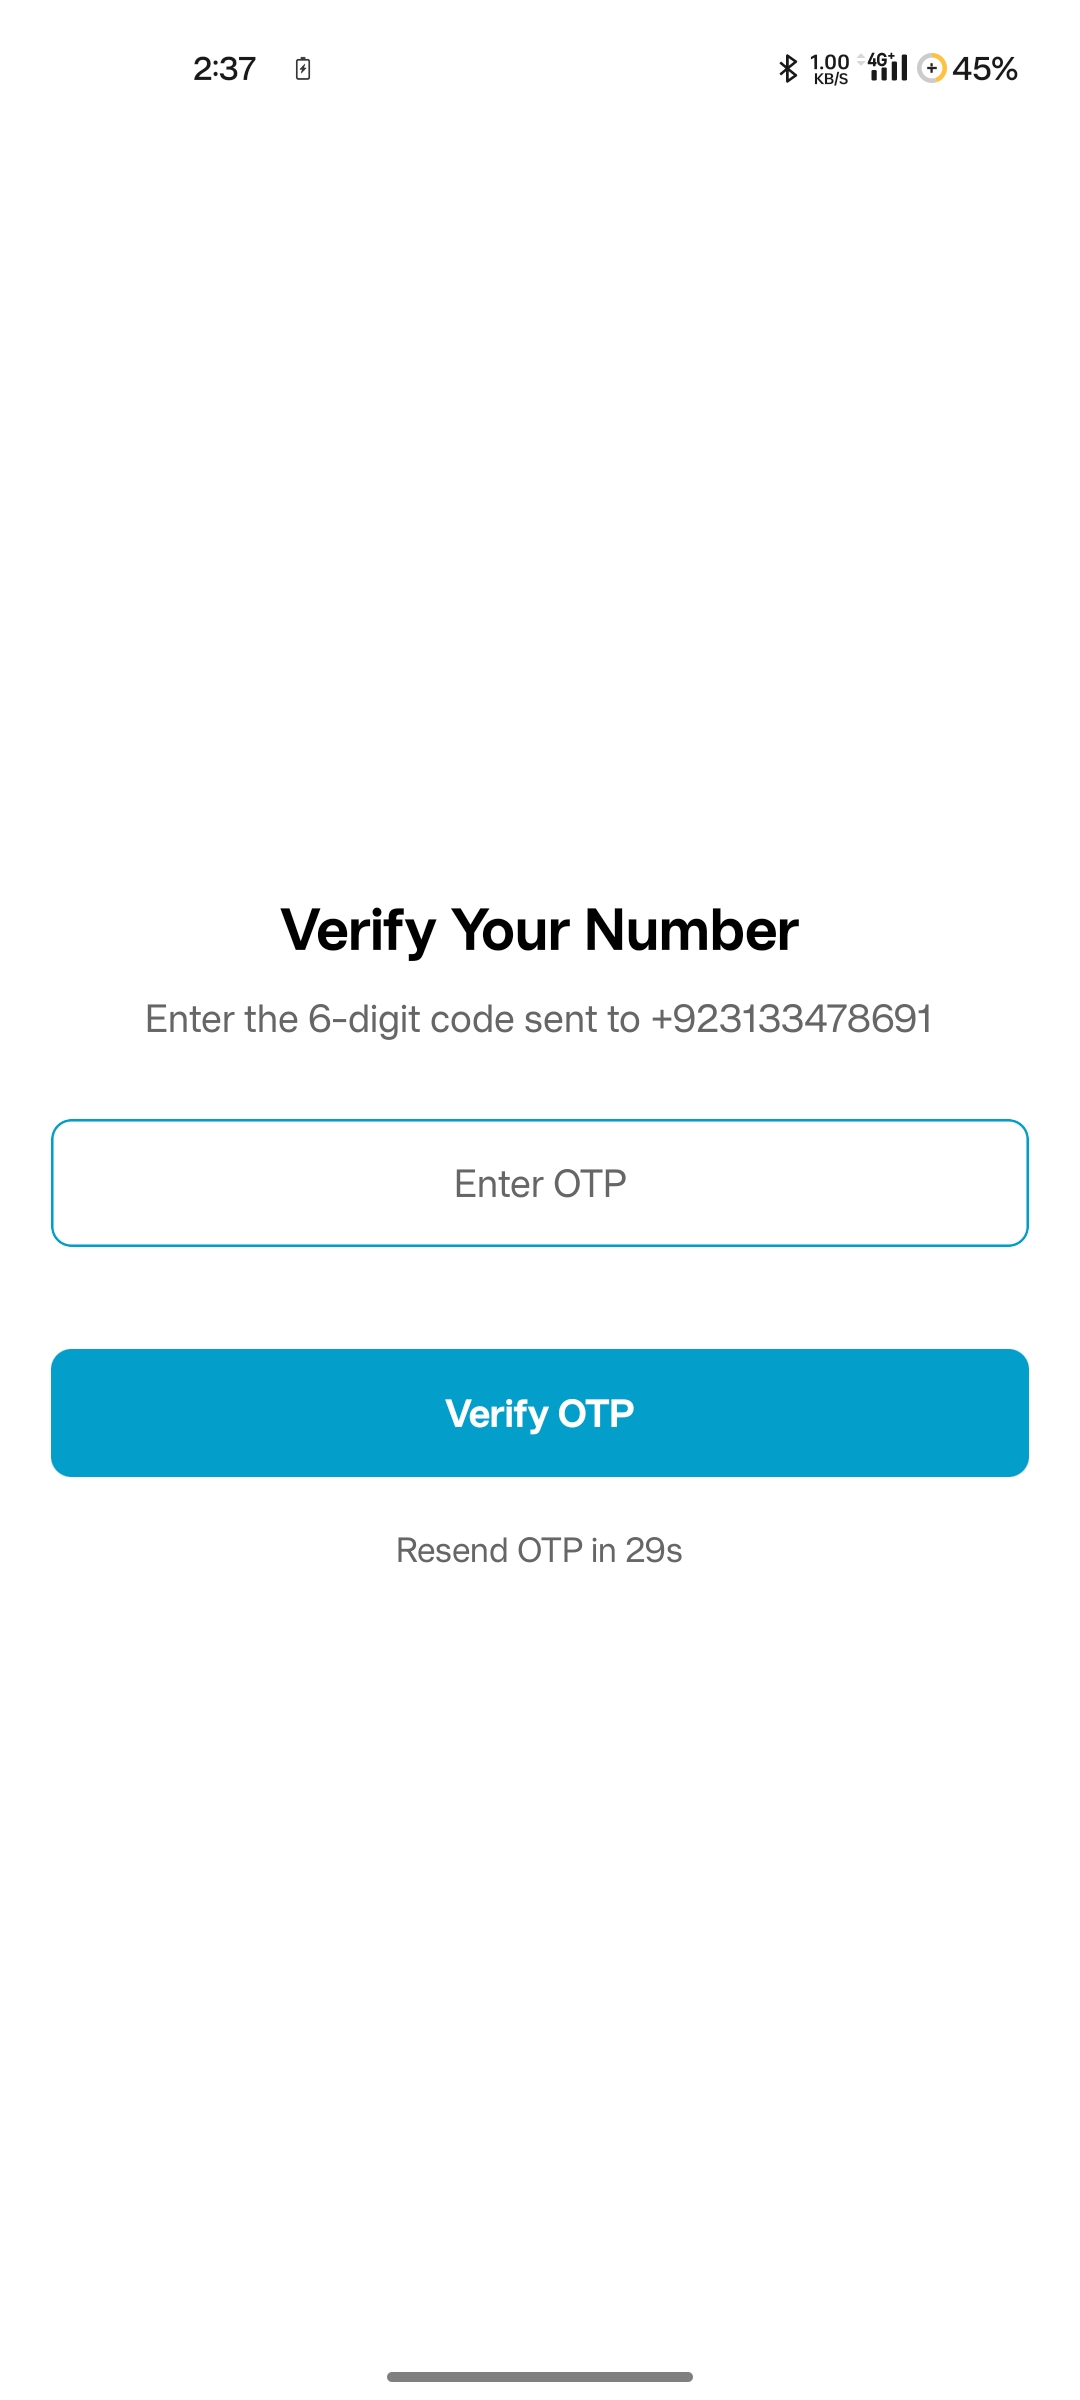 2:37
1.00 KB/S 4G+ 45%
Verify Your Number
Enter the 6-digit code sent to +923133478691
Enter OTP
Verify OTP
Resend OTP in 29s